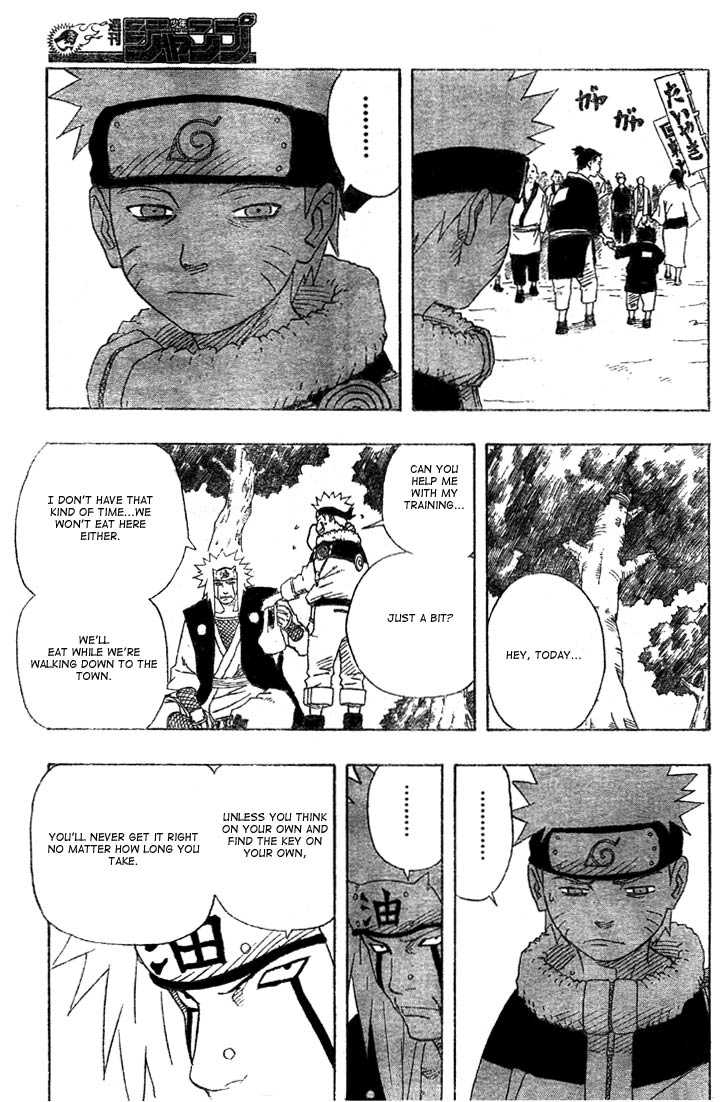 週刊
少年
ジャンプ
ガヤ
ガヤ
たいやき
.........
HEY, TODAY...
CAN YOU
HELP ME
WITH MY
TRAINING...
JUST A BIT?
I DON'T HAVE THAT
KIND OF TIME...WE
WON'T EAT HERE
EITHER.
WE'LL
EAT WHILE WE'RE
WALKING DOWN TO THE
TOWN.
.........
.........
油
UNLESS YOU THINK
ON YOUR OWN AND
FIND THE KEY ON
YOUR OWN,
YOU'LL NEVER GET IT RIGHT
NO MATTER HOW LONG YOU
TAKE.
油